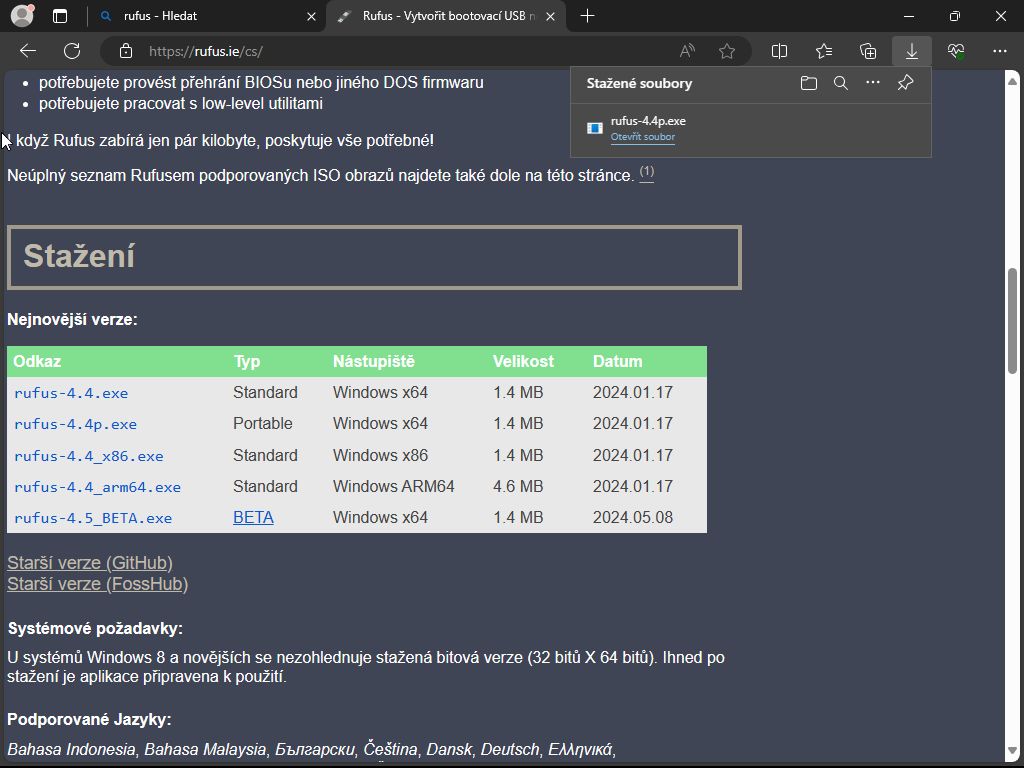 rufus - Hledat
Rufus - Vytvořit bootovací USB
https://rufus.ie/cs/
potřebujete provést přehrání BIOSu nebo jiného DOS firmwaru
potřebujete pracovat s low-level utilitami
Stažené soubory
rufus-4.4p.exe
Otevřít soubor
když Rufus zabírá jen pár kilobyte, poskytuje vše potřebné!
Neúplný seznam Rufusem podporovaných ISO obrazů najdete také dole na této stránce. (1)
Stažení
Nejnovější verze:
Odkaz Typ Nástupiště Velikost Datum
rufus-4.4.exe Standard Windows x64 1.4 MB 2024.01.17
rufus-4.4p.exe Portable Windows x64 1.4 MB 2024.01.17
rufus-4.4_x86.exe Standard Windows x86 1.4 MB 2024.01.17
rufus-4.4_arm64.exe Standard Windows ARM64 4.6 MB 2024.01.17
rufus-4.5_BETA.exe BETA Windows x64 1.4 MB 2024.05.08
Starší verze (GitHub)
Starší verze (FossHub)
Systémové požadavky:
U systémů Windows 8 a novějších se nezohlednuje stažená bitová verze (32 bitů X 64 bitů). Ihned po
stažení je aplikace připravena k použití.
Podporované Jazyky:
Bahasa Indonesia, Bahasa Malaysia, Български, Čeština, Dansk, Deutsch, Ελληνικά,